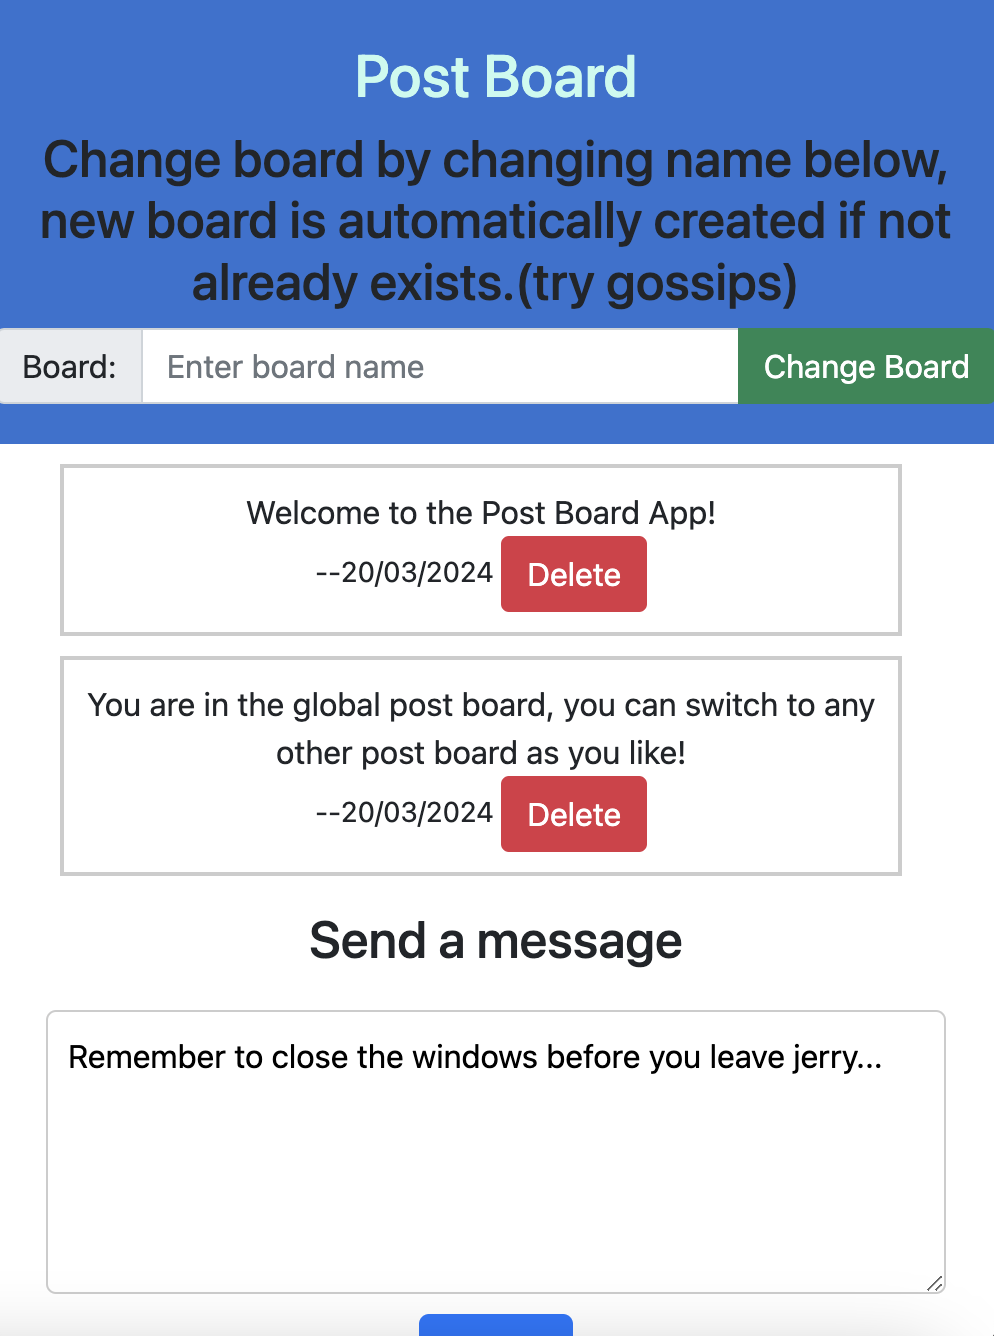 Post Board
Change board by changing name below,
new board is automatically created if not
already exists.(try gossips)
Board:
Enter board name
Change Board
Welcome to the Post Board App!
--20/03/2024
Delete
You are in the global post board, you can switch to any
other post board as you like!
--20/03/2024
Delete
Send a message
Remember to close the windows before you leave jerry...